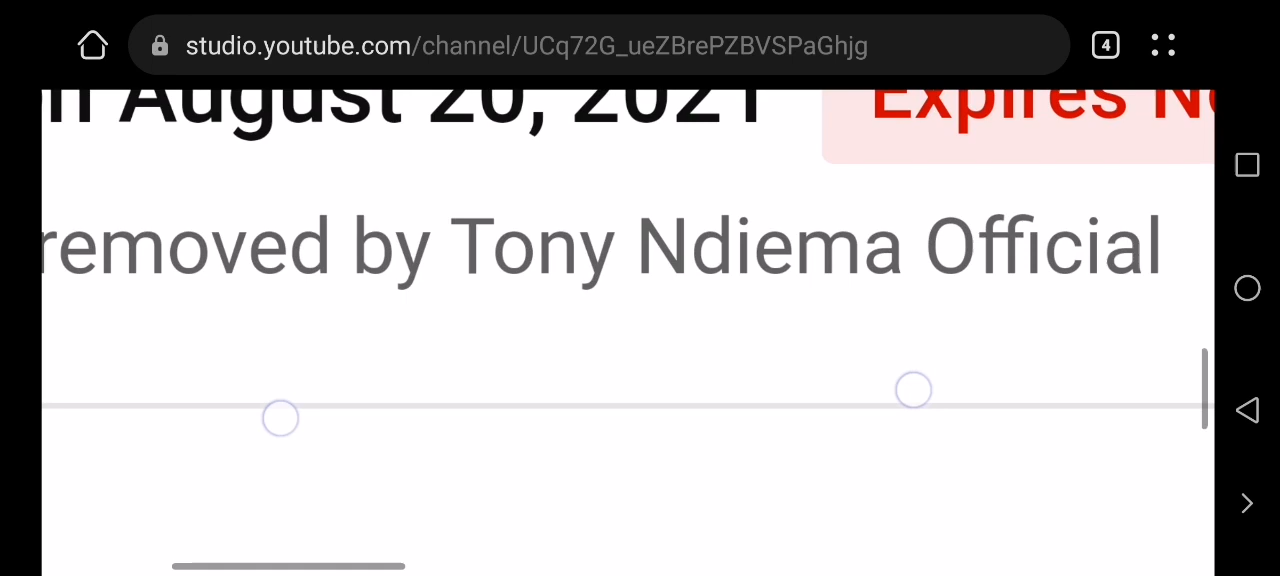 studio.youtube.com/channel/UCq72G_ueZBrePZBVSPaGhjg
4
August 20, 2021 Expires
removed by Tony Ndiema Official